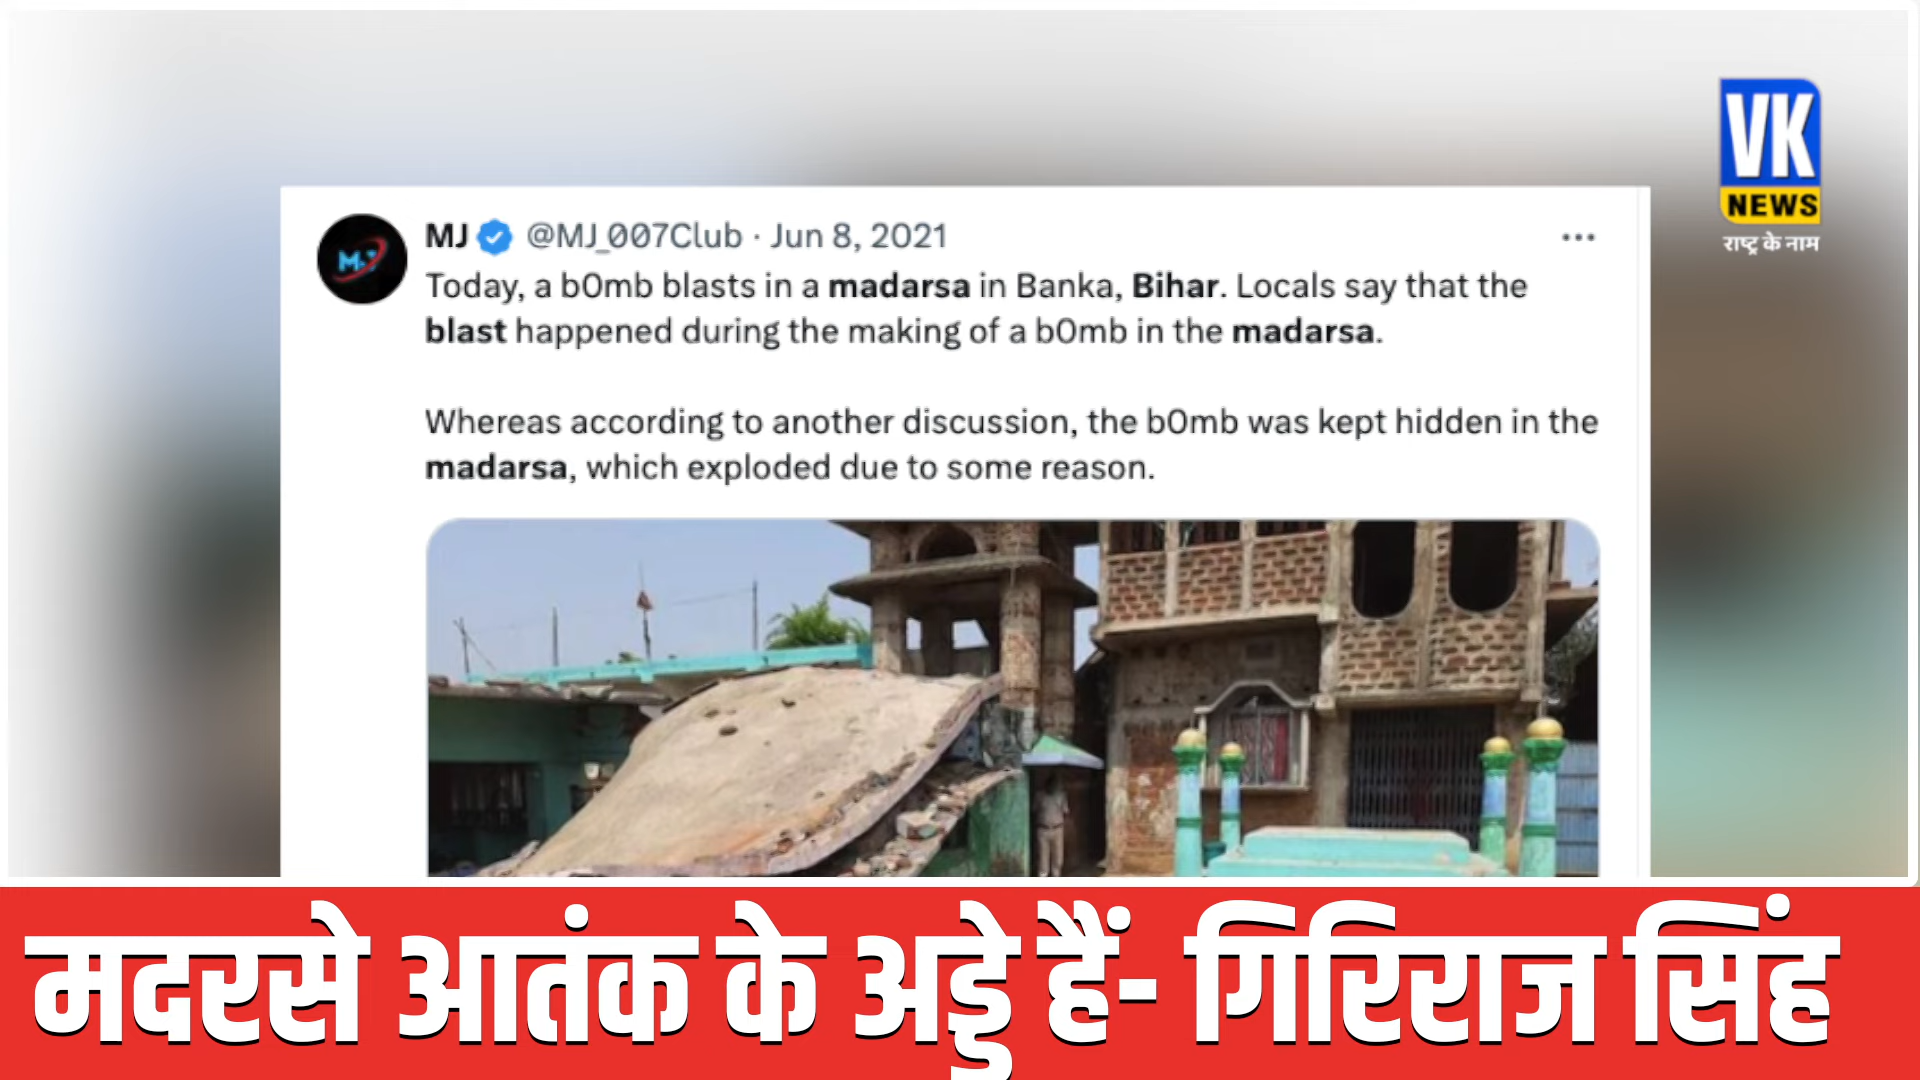 VK
NEWS
राष्ट्र के नाम
MJ @MJ_007Club · Jun 8, 2021
Today, a b0mb blasts in a madarsa in Banka, Bihar. Locals say that the
blast happened during the making of a b0mb in the madarsa.
Whereas according to another discussion, the b0mb was kept hidden in the
madarsa, which exploded due to some reason.
मदरसे आतंक के अड्डे हैं- गिरिराज सिंह